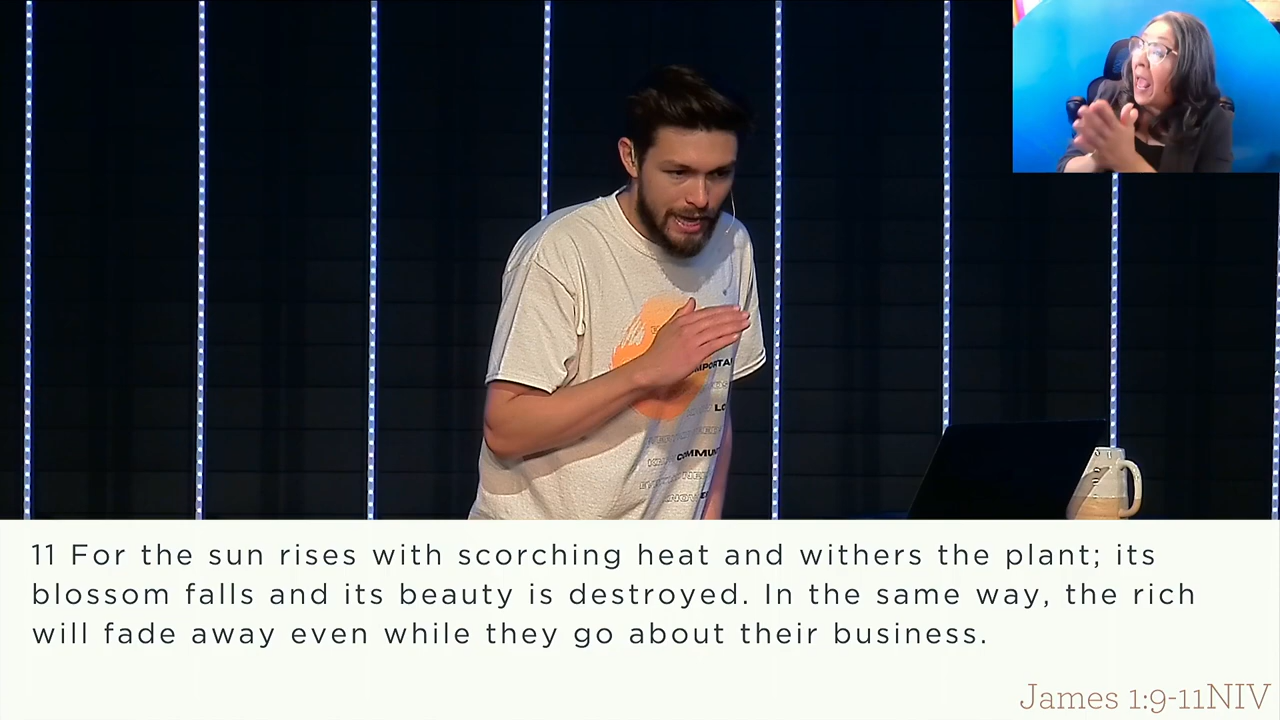 COMMU
11 For the sun rises with scorching heat and withers the plant; its
blossom falls and its beauty is destroyed. In the same way, the rich
will fade away even while they go about their business.
James 1:9-11NIV